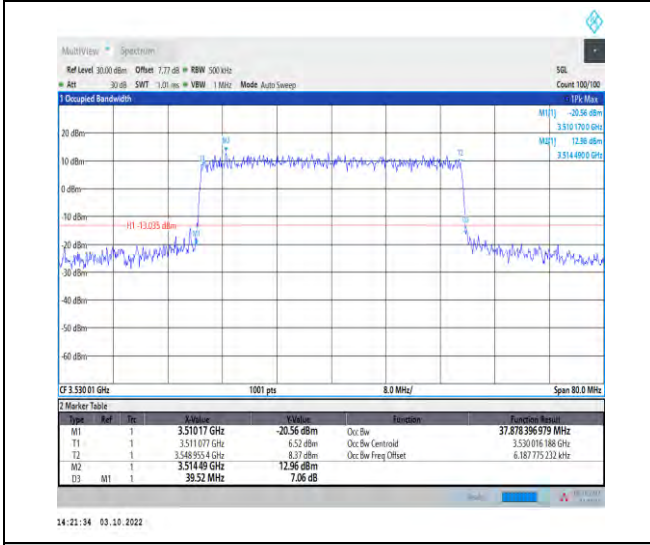 MultiView Spectrum
Ref Level 30.00 dBm Offset 7.77 dB RBW 500 kHz SGL
Att 30 dB SWT 1.01 ms VBW 1 MHz Mode Auto Sweep Count 100/100
1 Occupied Bandwidth 1Pk Max
M1[1] -20.56 dBm
3.510 1700 GHz
M2[1] 12.96 dBm
3.514 4900 GHz
20 dBm
M2
T1
T2
10 dBm
0 dBm
-10 dBm
H1 -13.035 dBm
M1
-20 dBm
-30 dBm
-40 dBm
-50 dBm
-60 dBm
CF 3.530 01 GHz 1001 pts 8.0 MHz/ Span 80.0 MHz
2 Marker Table
Type Ref Trc X-Value Y-Value Function Function Result
M1 1 3.51017 GHz -20.56 dBm Occ Bw 37.878 396 979 MHz
T1 1 3.511 077 GHz 6.52 dBm Occ Bw Centroid 3.530 016 188 GHz
T2 1 3.548 955 4 GHz 8.37 dBm Occ Bw Freq Offset 6.187 775 232 kHz
M2 1 3.514 49 GHz 12.96 dBm
D3 M1 1 39.52 MHz 7.06 dB
14:21:34 03.10.2022